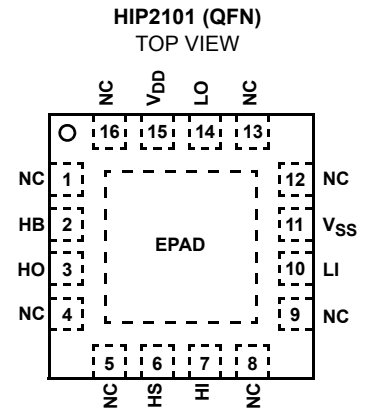 HIP2101 (QFN)
TOP VIEW
NC VDD LO NC
16 15 14 13
NC 1 12 NC
HB 2 11 VSS
EPAD
HO 3 10 LI
NC 4 9 NC
5 6 7 8
NC HS HI NC